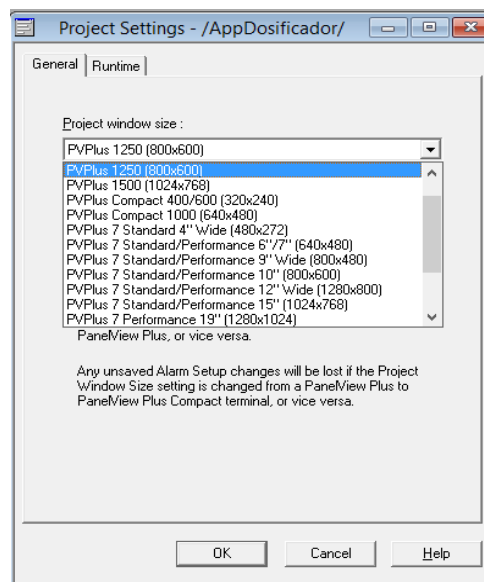 Project Settings - /AppDosificador/
General Runtime
Project window size :
PVPlus 1250 (800x600)
PVPlus 1250 (800x600)
PVPlus 1500 (1024x768)
PVPlus Compact 400/600 (320x240)
PVPlus Compact 1000 (640x480)
PVPlus 7 Standard 4" Wide (480x272)
PVPlus 7 Standard/Performance 6"/7" (640x480)
PVPlus 7 Standard/Performance 9" Wide (800x480)
PVPlus 7 Standard/Performance 10" (800x600)
PVPlus 7 Standard/Performance 12" Wide (1280x800)
PVPlus 7 Standard/Performance 15" (1024x768)
PVPlus 7 Performance 19" (1280x1024)
PanelView Plus, or vice versa.
Any unsaved Alarm Setup changes will be lost if the Project
Window Size setting is changed from a PanelView Plus to
PanelView Plus Compact terminal, or vice versa.
OK Cancel Help